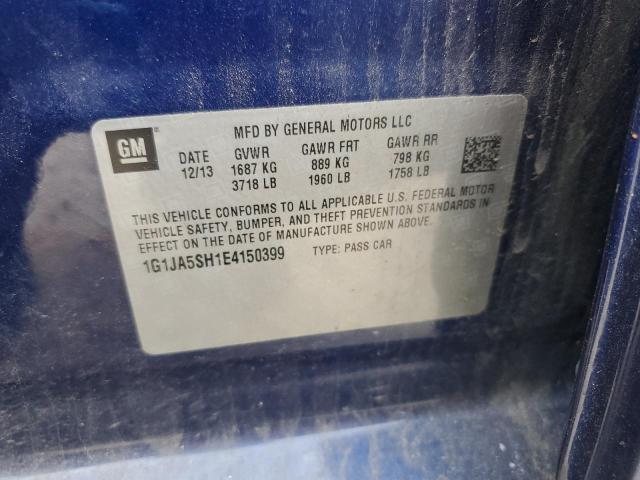 GM
MFD BY GENERAL MOTORS LLC
DATE GVWR GAWR FRT GAWR RR
12/13 1687 KG 889 KG 798 KG
3718 LB 1960 LB 1758 LB
THIS VEHICLE CONFORMS TO ALL APPLICABLE U.S. FEDERAL MOTOR
VEHICLE SAFETY, BUMPER, AND THEFT PREVENTION STANDARDS IN
EFFECT ON THE DATE OF MANUFACTURE SHOWN ABOVE.
1G1JA5SH1E4150399 TYPE: PASS CAR